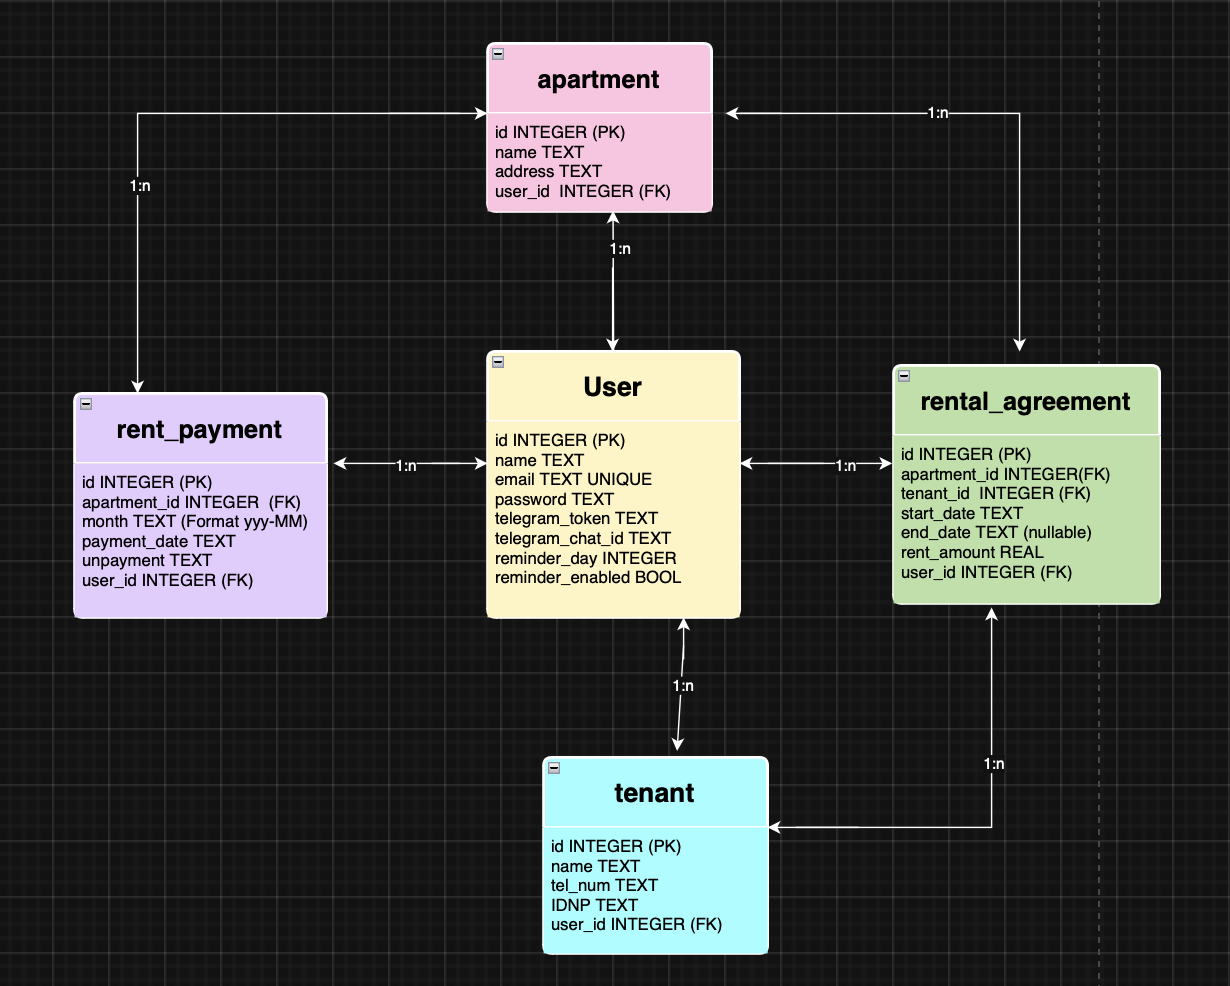 apartment
id INTEGER (PK)
name TEXT
address TEXT
user_id  INTEGER (FK)
1:n
1:n
1:n
rent_payment
id INTEGER (PK)
apartment_id INTEGER  (FK)
month TEXT (Format yyy-MM)
payment_date TEXT
unpayment TEXT
user_id INTEGER (FK)
1:n
User
id INTEGER (PK)
name TEXT
email TEXT UNIQUE
password TEXT
telegram_token TEXT
telegram_chat_id TEXT
reminder_day INTEGER
reminder_enabled BOOL
1:n
rental_agreement
id INTEGER (PK)
apartment_id INTEGER(FK)
tenant_id  INTEGER (FK)
start_date TEXT
end_date TEXT (nullable)
rent_amount REAL
user_id INTEGER (FK)
1:n
1:n
tenant
id INTEGER (PK)
name TEXT
tel_num TEXT
IDNP TEXT
user_id INTEGER (FK)